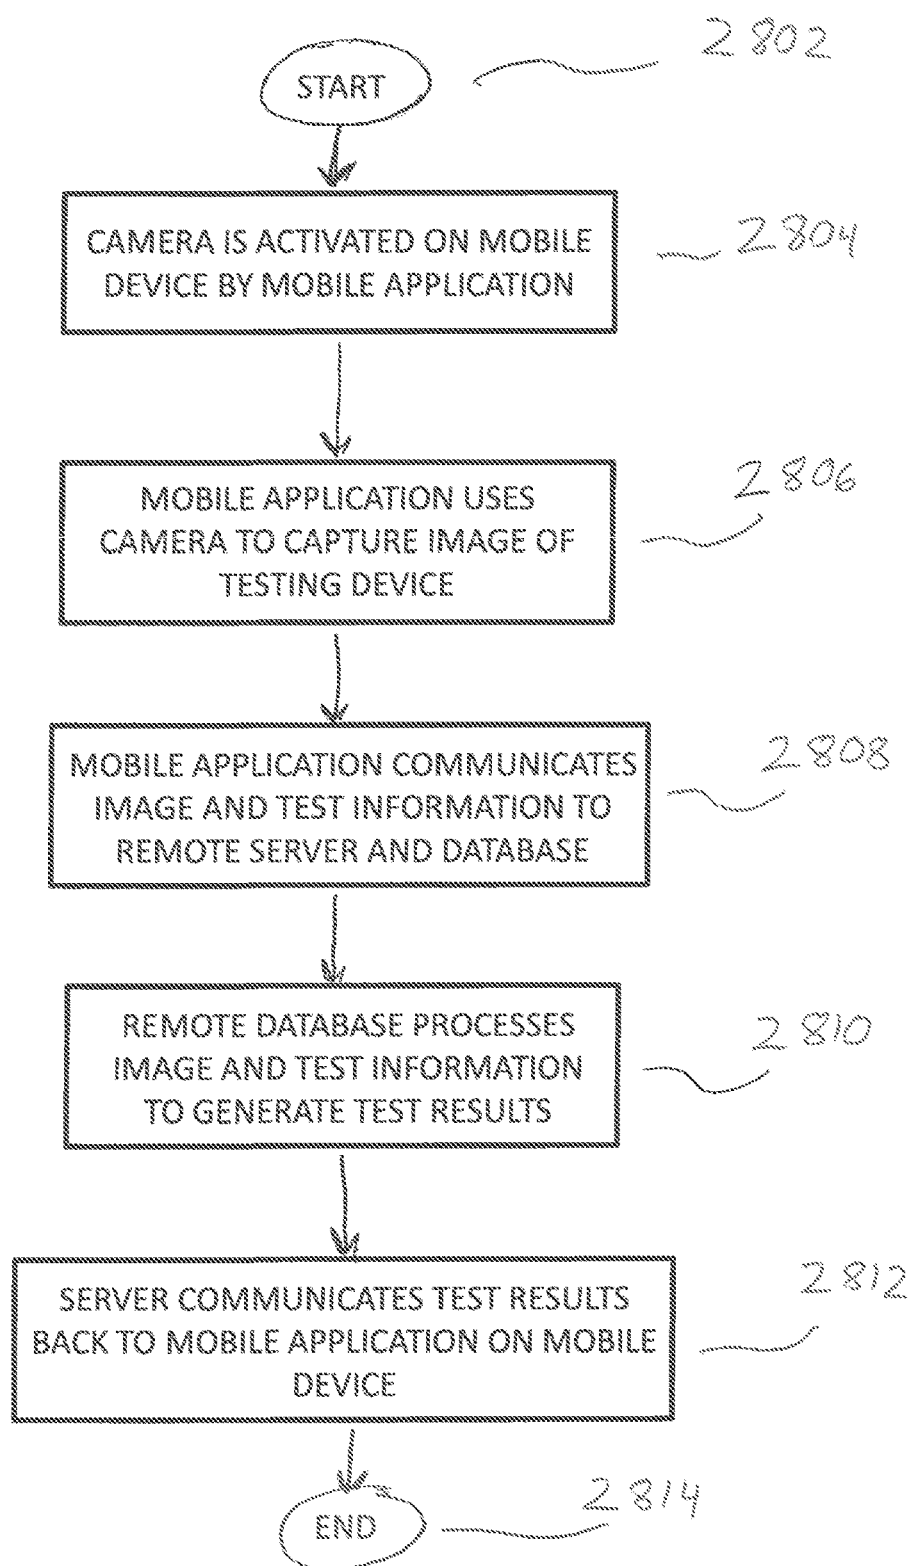 2802
START
2804
CAMERA IS ACTIVATED ON MOBILE
DEVICE BY MOBILE APPLICATION
2806
MOBILE APPLICATION USES
CAMERA TO CAPTURE IMAGE OF
TESTING DEVICE
2808
MOBILE APPLICATION COMMUNICATES
IMAGE AND TEST INFORMATION TO
REMOTE SERVER AND DATABASE
2810
REMOTE DATABASE PROCESSES
IMAGE AND TEST INFORMATION
TO GENERATE TEST RESULTS
2812
SERVER COMMUNICATES TEST RESULTS
BACK TO MOBILE APPLICATION ON MOBILE
DEVICE
2814
END